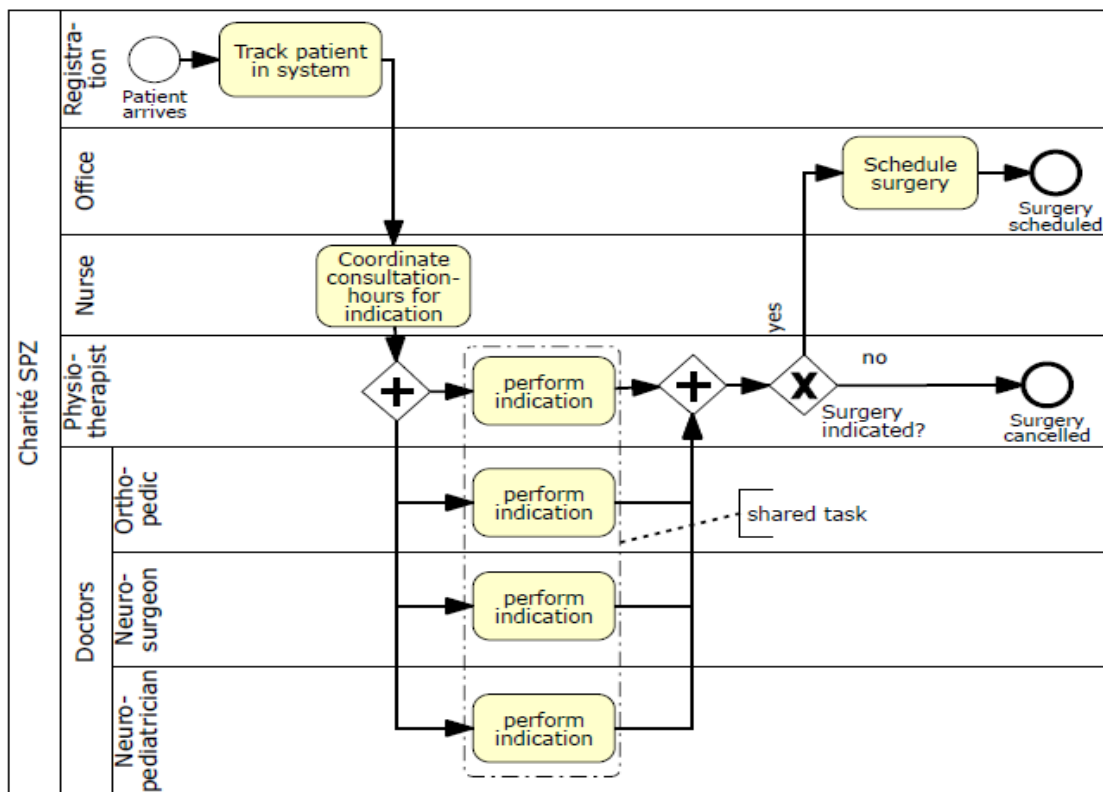 Charité SPZ
Registra-
tion
Patient
arrives
Track patient
in system
Office
Schedule
surgery
Surgery
scheduled
Nurse
Coordinate
consultation-
hours for
indication
Physio-
therapist
perform
indication
yes
no
Surgery
indicated?
Surgery
cancelled
Doctors
Ortho-
pedic
perform
indication
shared task
Neuro-
surgeon
perform
indication
Neuro-
pediatrician
perform
indication